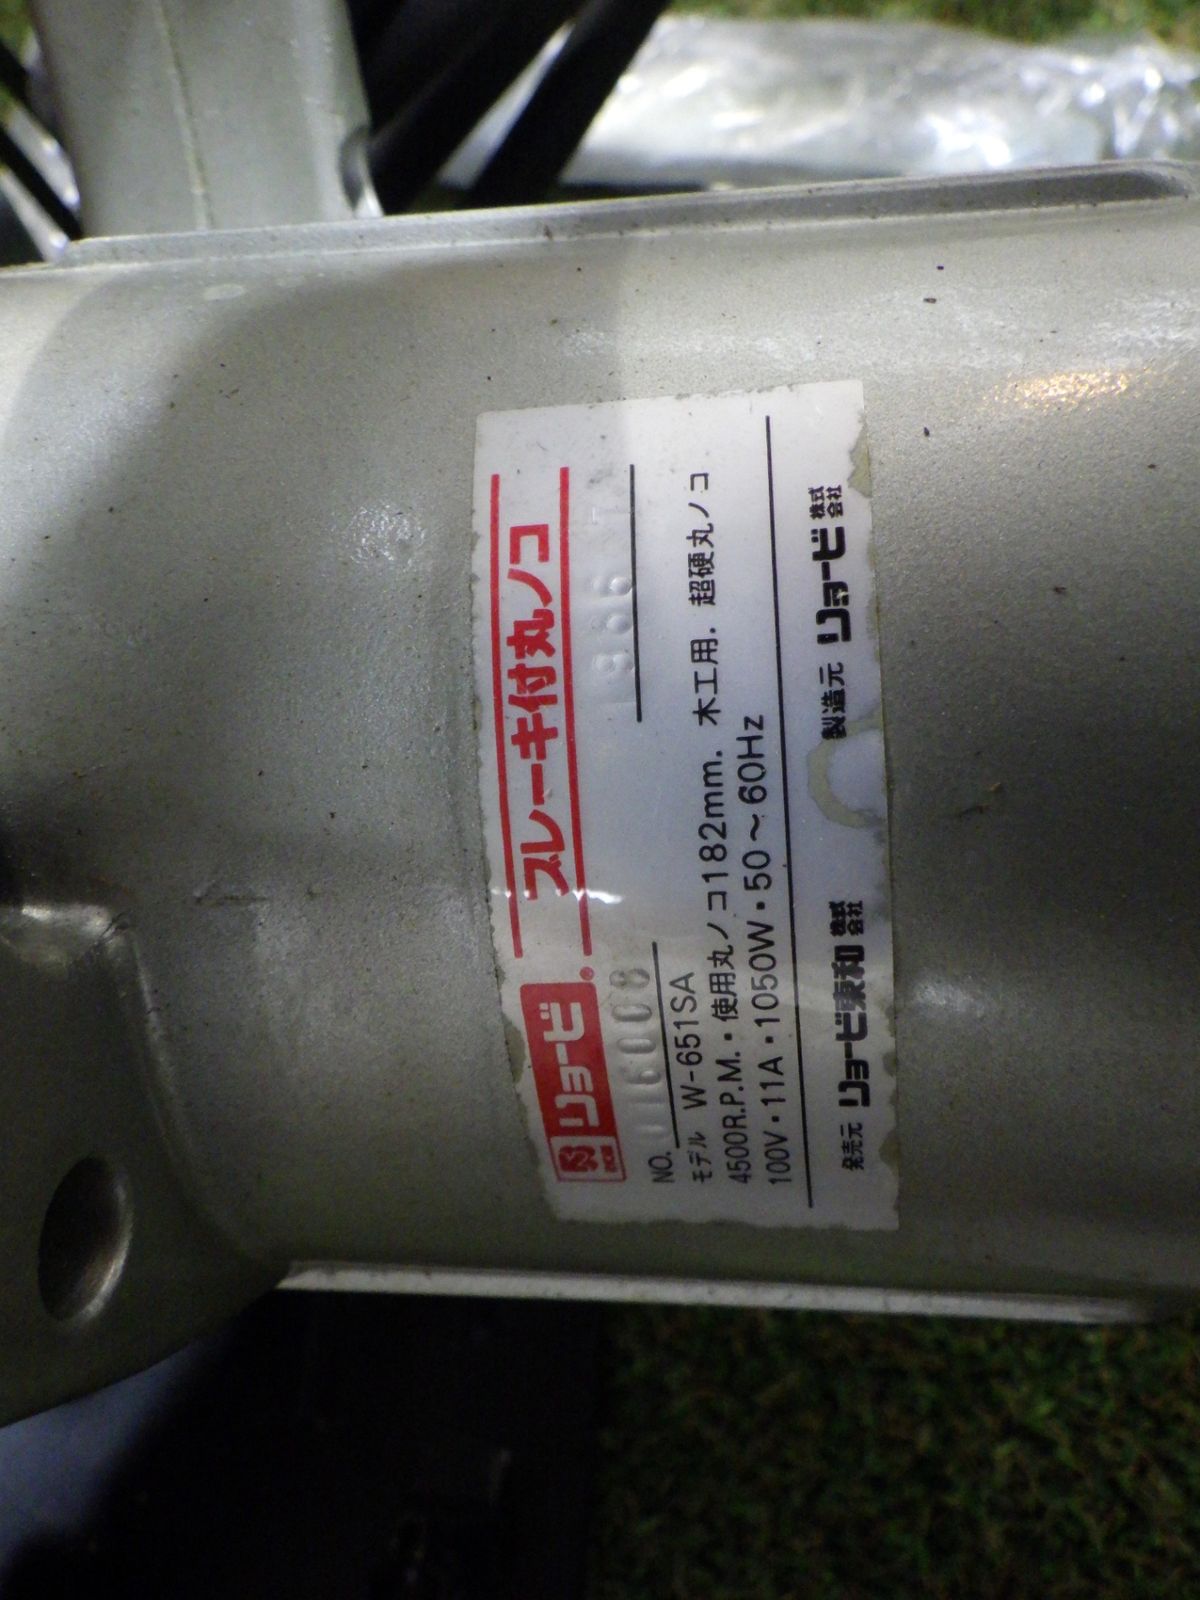 リョービ® ブレーキ付丸ノコ
NO. 016008
モデル W-651SA
4500R.P.M.・使用丸ノコ182mm. 木工用. 超硬丸ノコ
100V・11A・1050W・50〜60Hz
発売元 リョービ東和株式会社 製造元 リョービ株式会社